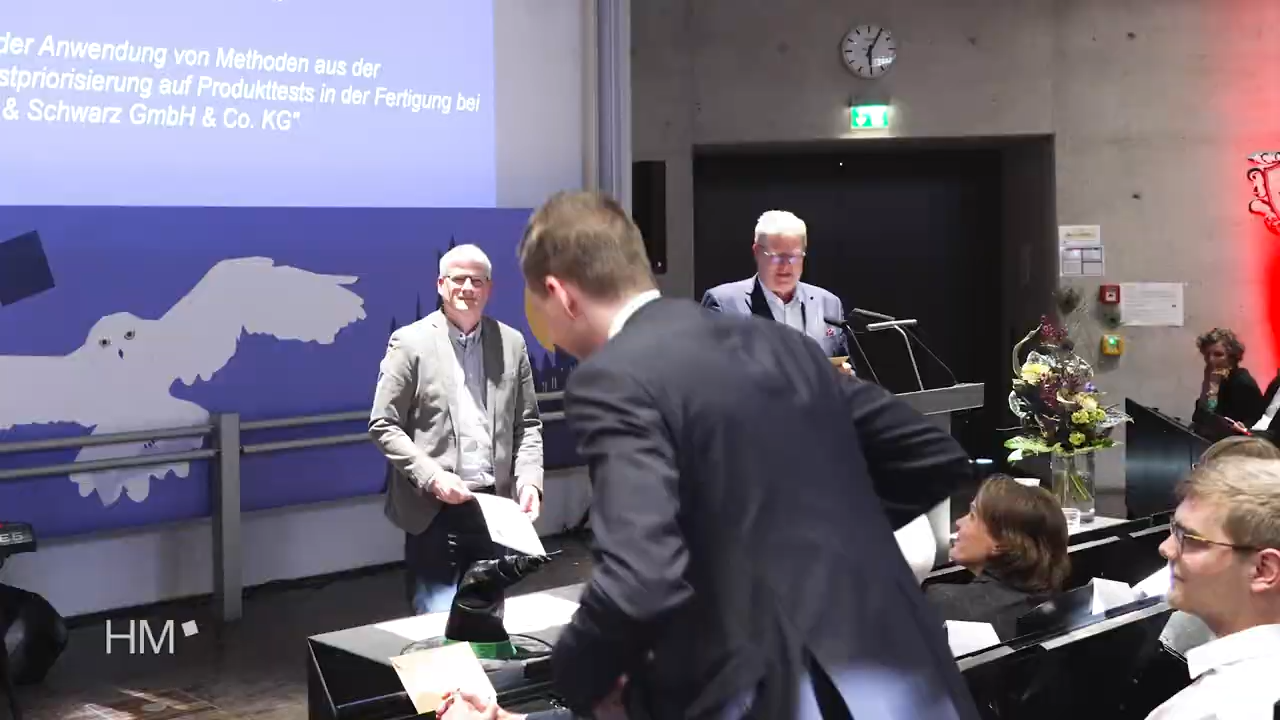 der Anwendung von Methoden aus der
stpriorisierung auf Produkttests in der Fertigung bei
& Schwarz GmbH & Co. KG"
HM